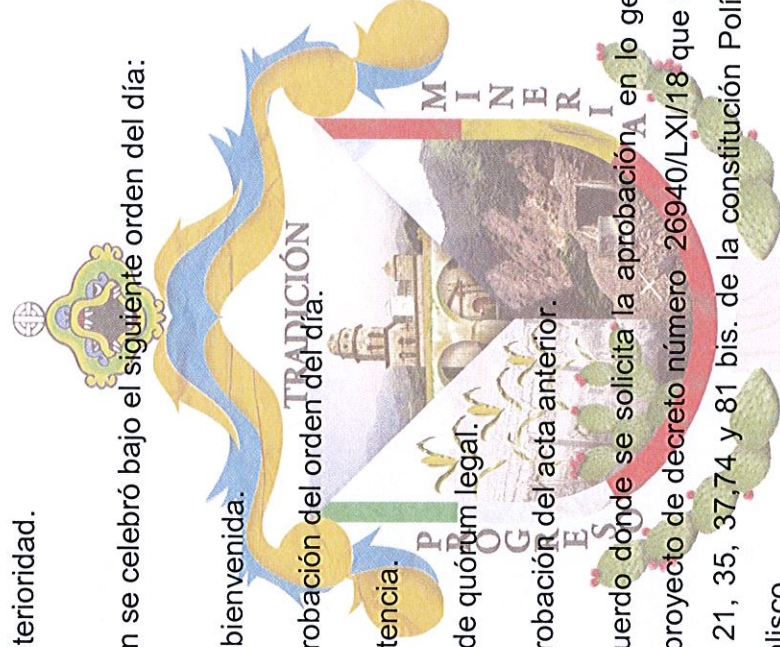 terioridad.
n se celebró bajo el siguiente orden del día:
bienvenida.
TRADICIÓN
robación del orden del día.
tencia.
de quórum legal.
PROGRESO
MINERIA
robación del acta anterior.
uerdo donde se solicita la aprobación, en lo ge
proyecto de decreto número 26940/LXI/18 que
21, 35, 37,74 y 81 bis. de la constitución Polí
alisco